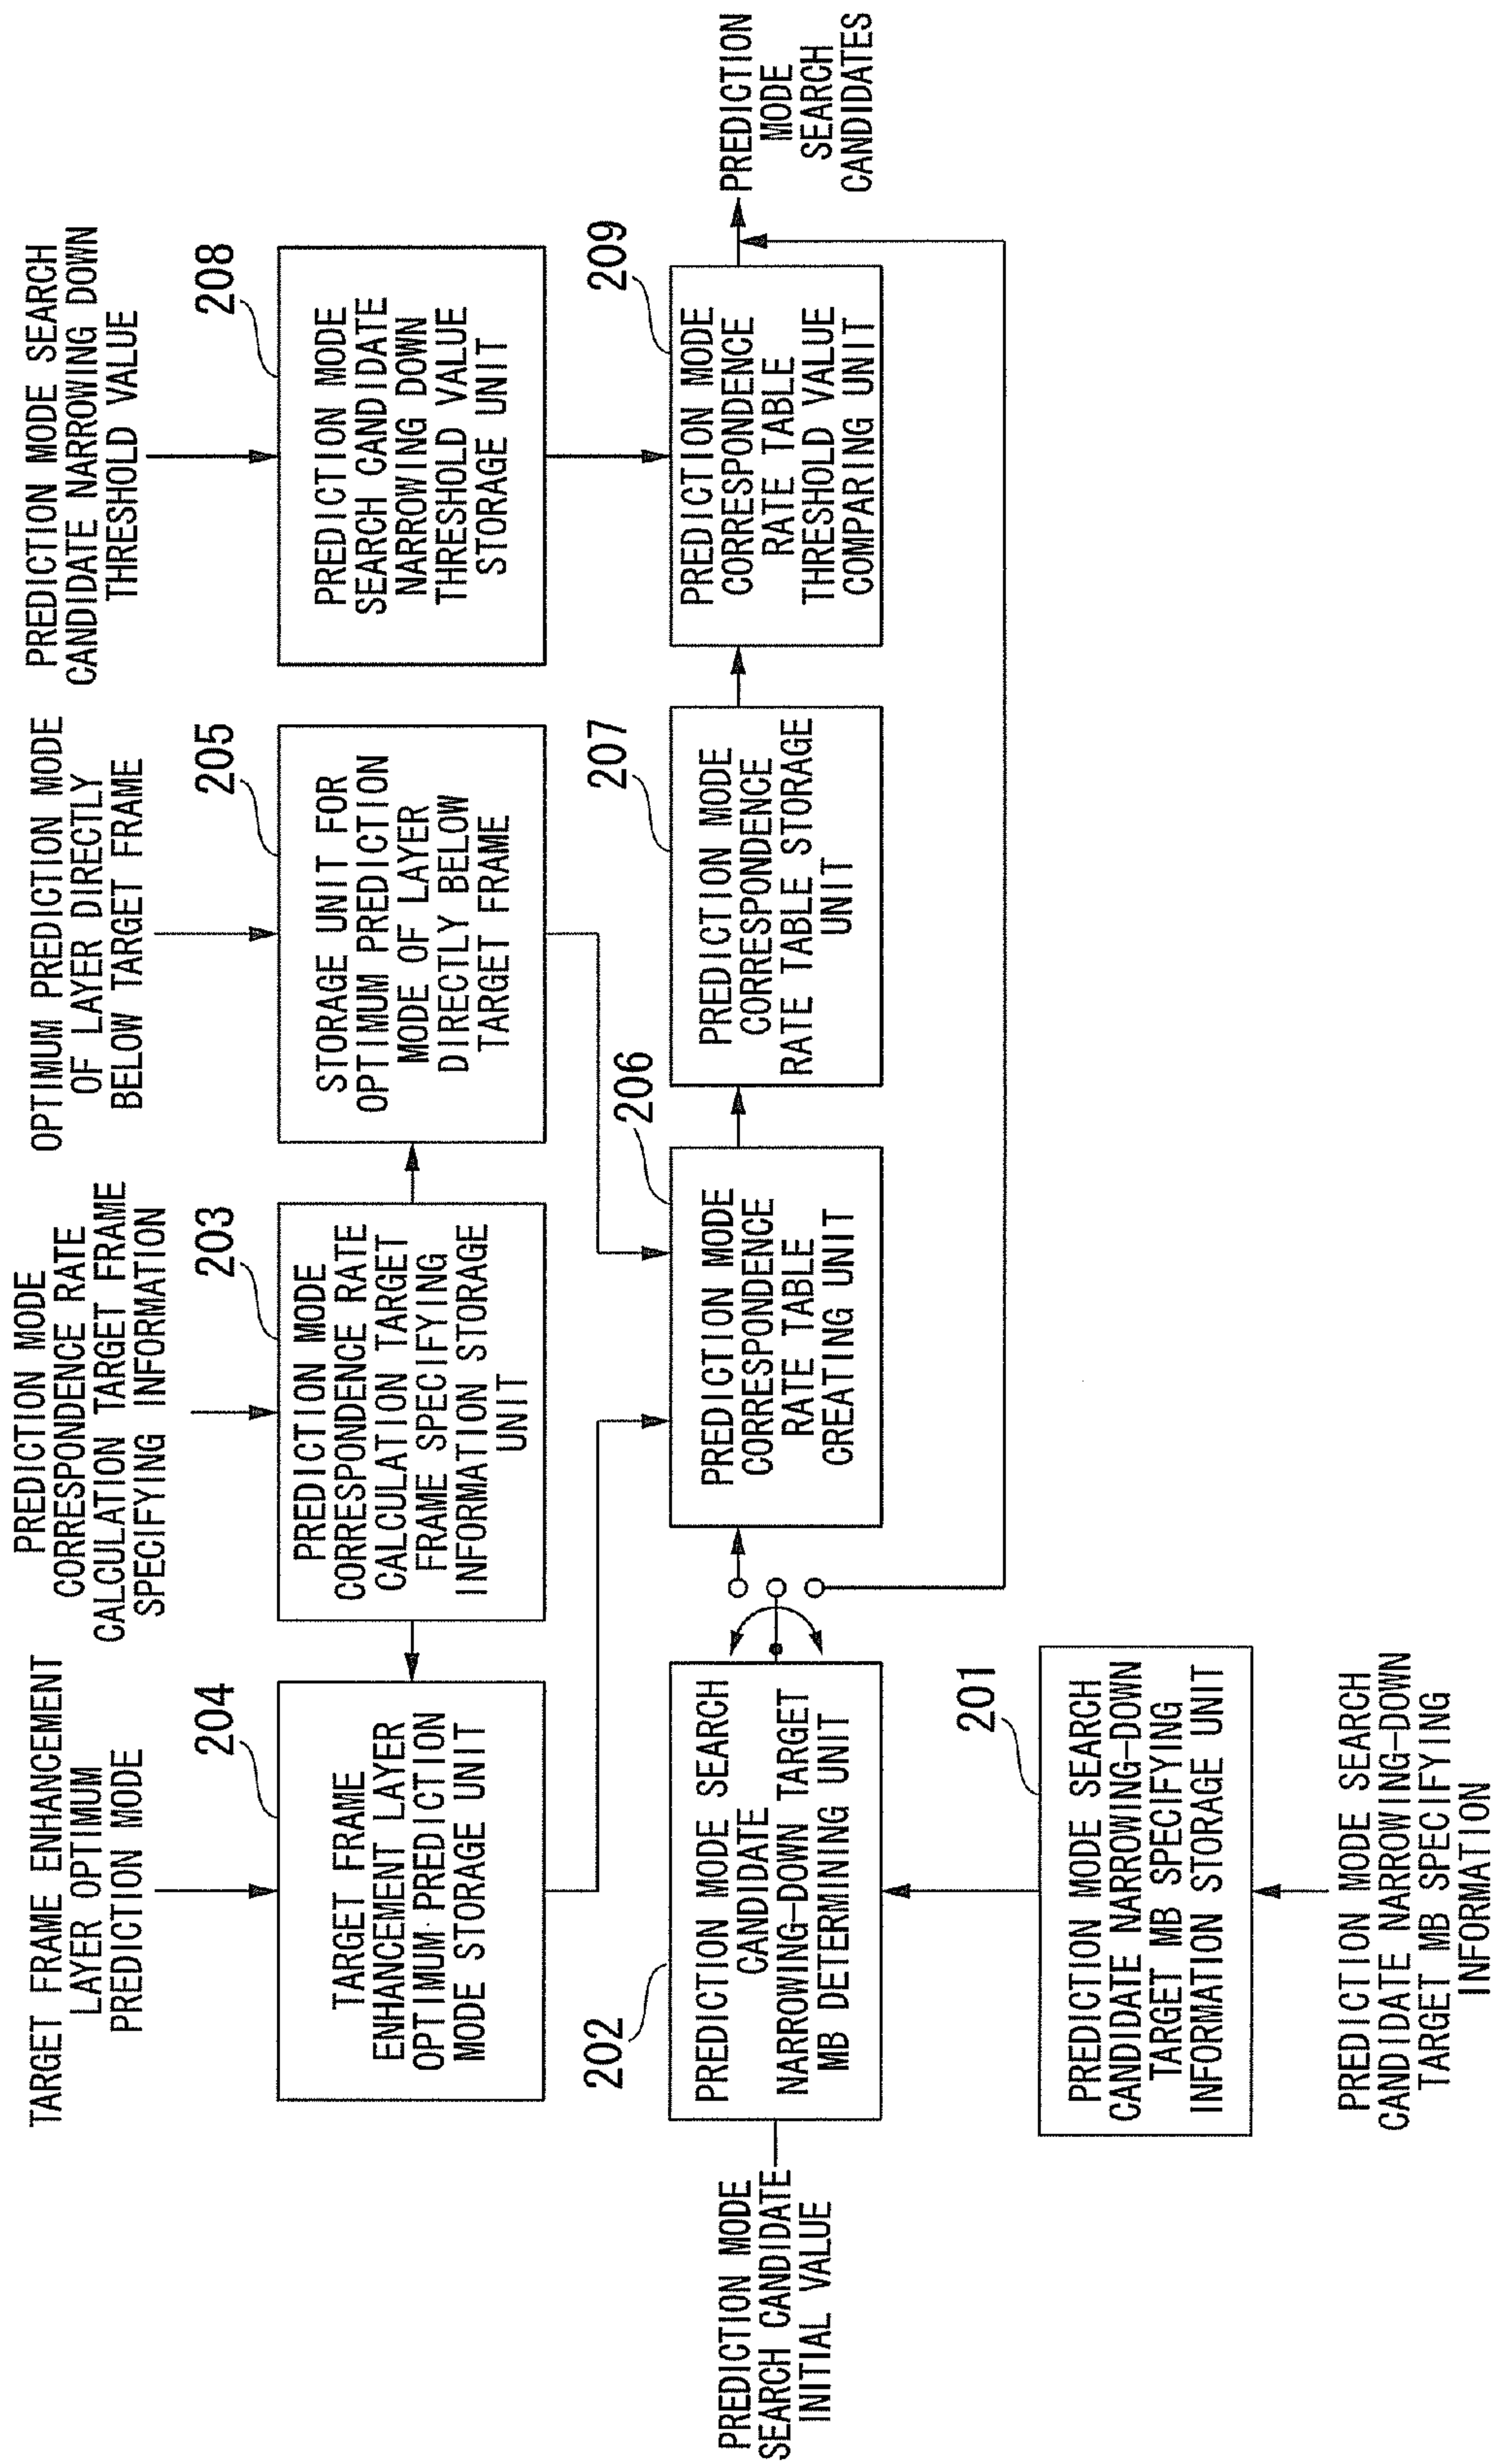 TARGET FRAME ENHANCEMENT
LAYER OPTIMUM
PREDICTION MODE
PREDICTION MODE
CORRESPONDENCE RATE
CALCULATION TARGET FRAME
SPECIFYING INFORMATION
OPTIMUM PREDICTION MODE
OF LAYER DIRECTLY
BELOW TARGET FRAME
PREDICTION MODE SEARCH
CANDIDATE NARROWING DOWN
THRESHOLD VALUE
204
TARGET FRAME
ENHANCEMENT LAYER
OPTIMUM PREDICTION
MODE STORAGE UNIT
203
PREDICTION MODE
CORRESPONDENCE RATE
CALCULATION TARGET
FRAME SPECIFYING
INFORMATION STORAGE
UNIT
205
STORAGE UNIT FOR
OPTIMUM PREDICTION
MODE OF LAYER
DIRECTLY BELOW
TARGET FRAME
208
PREDICTION MODE
SEARCH CANDIDATE
NARROWING DOWN
THRESHOLD VALUE
STORAGE UNIT
PREDICTION MODE
SEARCH CANDIDATE
INITIAL VALUE
202
PREDICTION MODE SEARCH
CANDIDATE
NARROWING-DOWN TARGET
MB DETERMINING UNIT
206
PREDICTION MODE
CORRESPONDENCE
RATE TABLE
CREATING UNIT
207
PREDICTION MODE
CORRESPONDENCE
RATE TABLE STORAGE
UNIT
209
PREDICTION MODE
CORRESPONDENCE
RATE TABLE
THRESHOLD VALUE
COMPARING UNIT
PREDICTION
MODE
SEARCH
CANDIDATES
201
PREDICTION MODE SEARCH
CANDIDATE NARROWING-DOWN
TARGET MB SPECIFYING
INFORMATION STORAGE UNIT
PREDICTION MODE SEARCH
CANDIDATE NARROWING-DOWN
TARGET MB SPECIFYING
INFORMATION